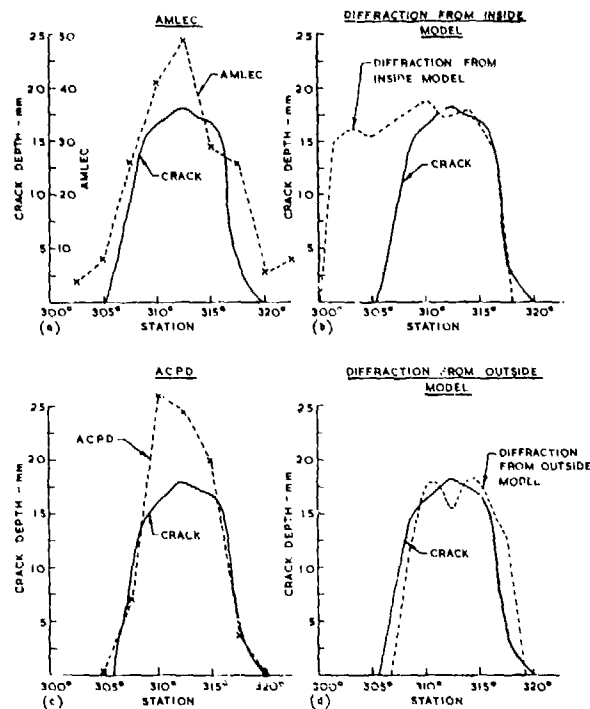 AMLEC
CRACK DEPTH - mm
AMLEC
25
20
15
10
5
50
40
30
20
10
AMLEC
CRACK
300° 305° 310° 315° 320°
(a) STATION
DIFFRACTION FROM INSIDE
MODEL
CRACK DEPTH - mm
25
20
15
10
5
DIFFRACTION FROM
INSIDE MODEL
CRACK
300° 305° 310° 315° 320°
(b) STATION
ACPD
CRACK DEPTH - mm
25
20
15
10
5
ACPD
CRACK
300° 305° 310° 315° 320°
(c) STATION
DIFFRACTION FROM OUTSIDE
MODEL
CRACK DEPTH - mm
25
20
15
10
5
DIFFRACTION
FROM OUTSIDE
MODEL
CRACK
300° 305° 310° 315° 320°
(d) STATION